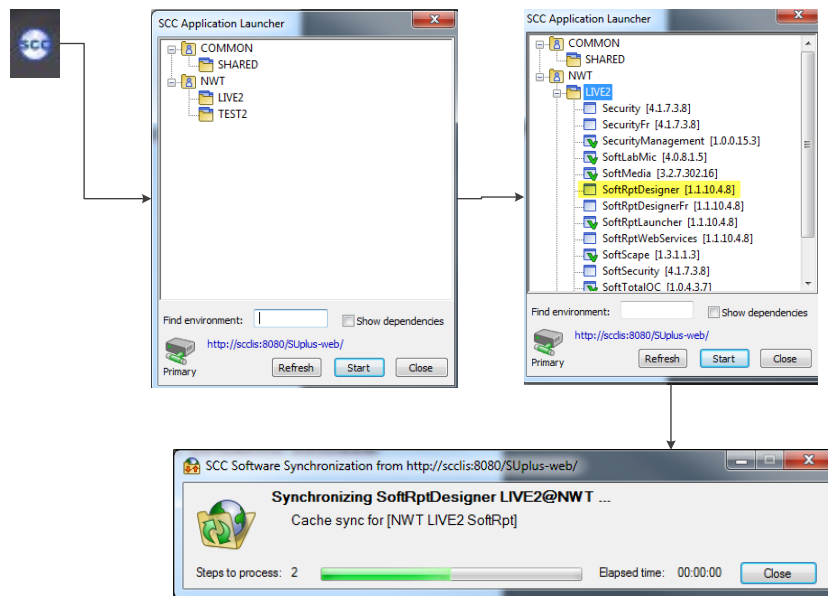 SCC
SCC Application Launcher
COMMON
SHARED
NWT
LIVE2
TEST2
Find environment:
Show dependencies
http://scclis:8080/SUplus-web/
Primary
Refresh
Start
Close
SCC Application Launcher
COMMON
SHARED
NWT
LIVE2
Security [4.1.7.3.8]
SecurityFr [4.1.7.3.8]
SecurityManagement [1.0.0.15.3]
SoftLabMic [4.0.8.1.5]
SoftMedia [3.2.7.302.16]
SoftRptDesigner [1.1.10.4.8]
SoftRptDesignerFr [1.1.10.4.8]
SoftRptLauncher [1.1.10.4.8]
SoftRptWebServices [1.1.10.4.8]
SoftScape [1.3.1.1.3]
SoftSecurity [4.1.7.3.8]
SoftTotalQC [1.0.4.3.7]
Find environment:
Show dependencies
http://scclis:8080/SUplus-web/
Primary
Refresh
Start
Close
SCC Software Synchronization from http://scclis:8080/SUplus-web/
Synchronizing SoftRptDesigner LIVE2@NWT ...
Cache sync for [NWT LIVE2 SoftRpt]
Steps to process: 2
Elapsed time: 00:00:00
Close